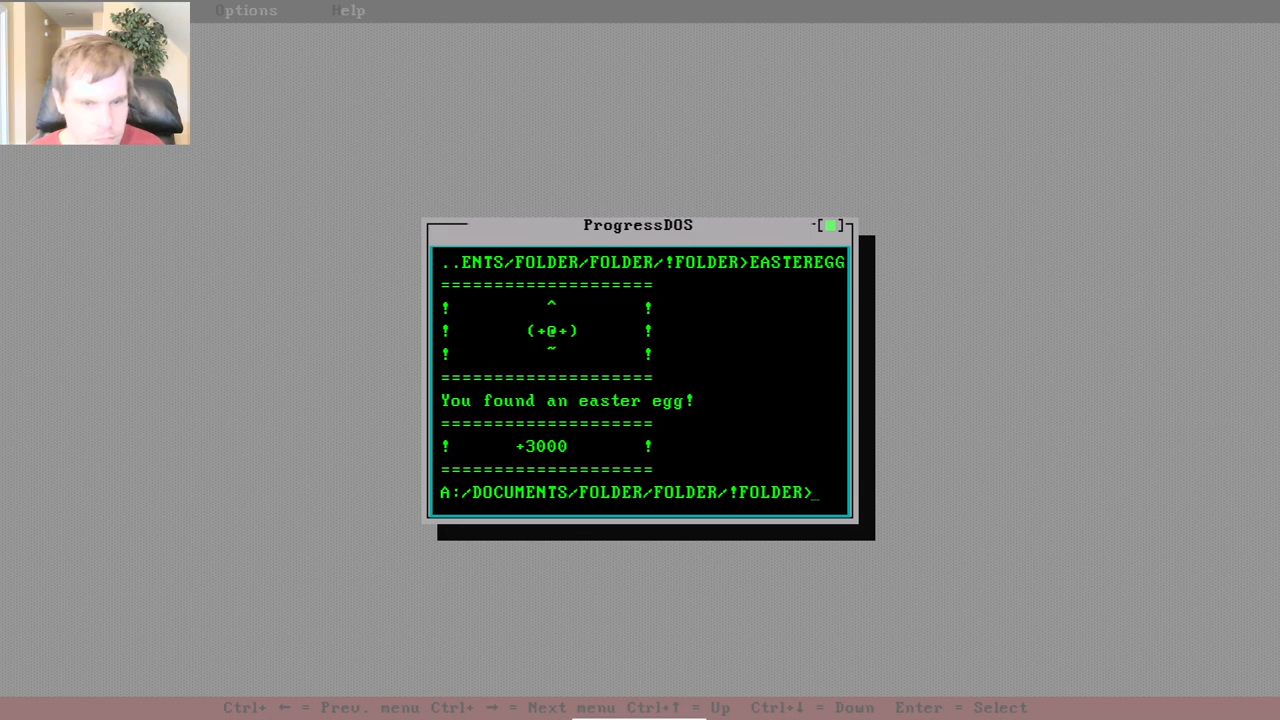 Options Help
ProgressDOS
..ENTS/FOLDER/FOLDER/!FOLDER>EASTEREGG
====================
! ^ !
! (+@+) !
! ~ !
====================
You found an easter egg!
====================
! +3000 !
====================
A:/DOCUMENTS/FOLDER/FOLDER/!FOLDER>_
Ctrl+ ← = Prev. menu Ctrl+ → = Next menu Ctrl+↑ = Up Ctrl+↓ = Down Enter = Select